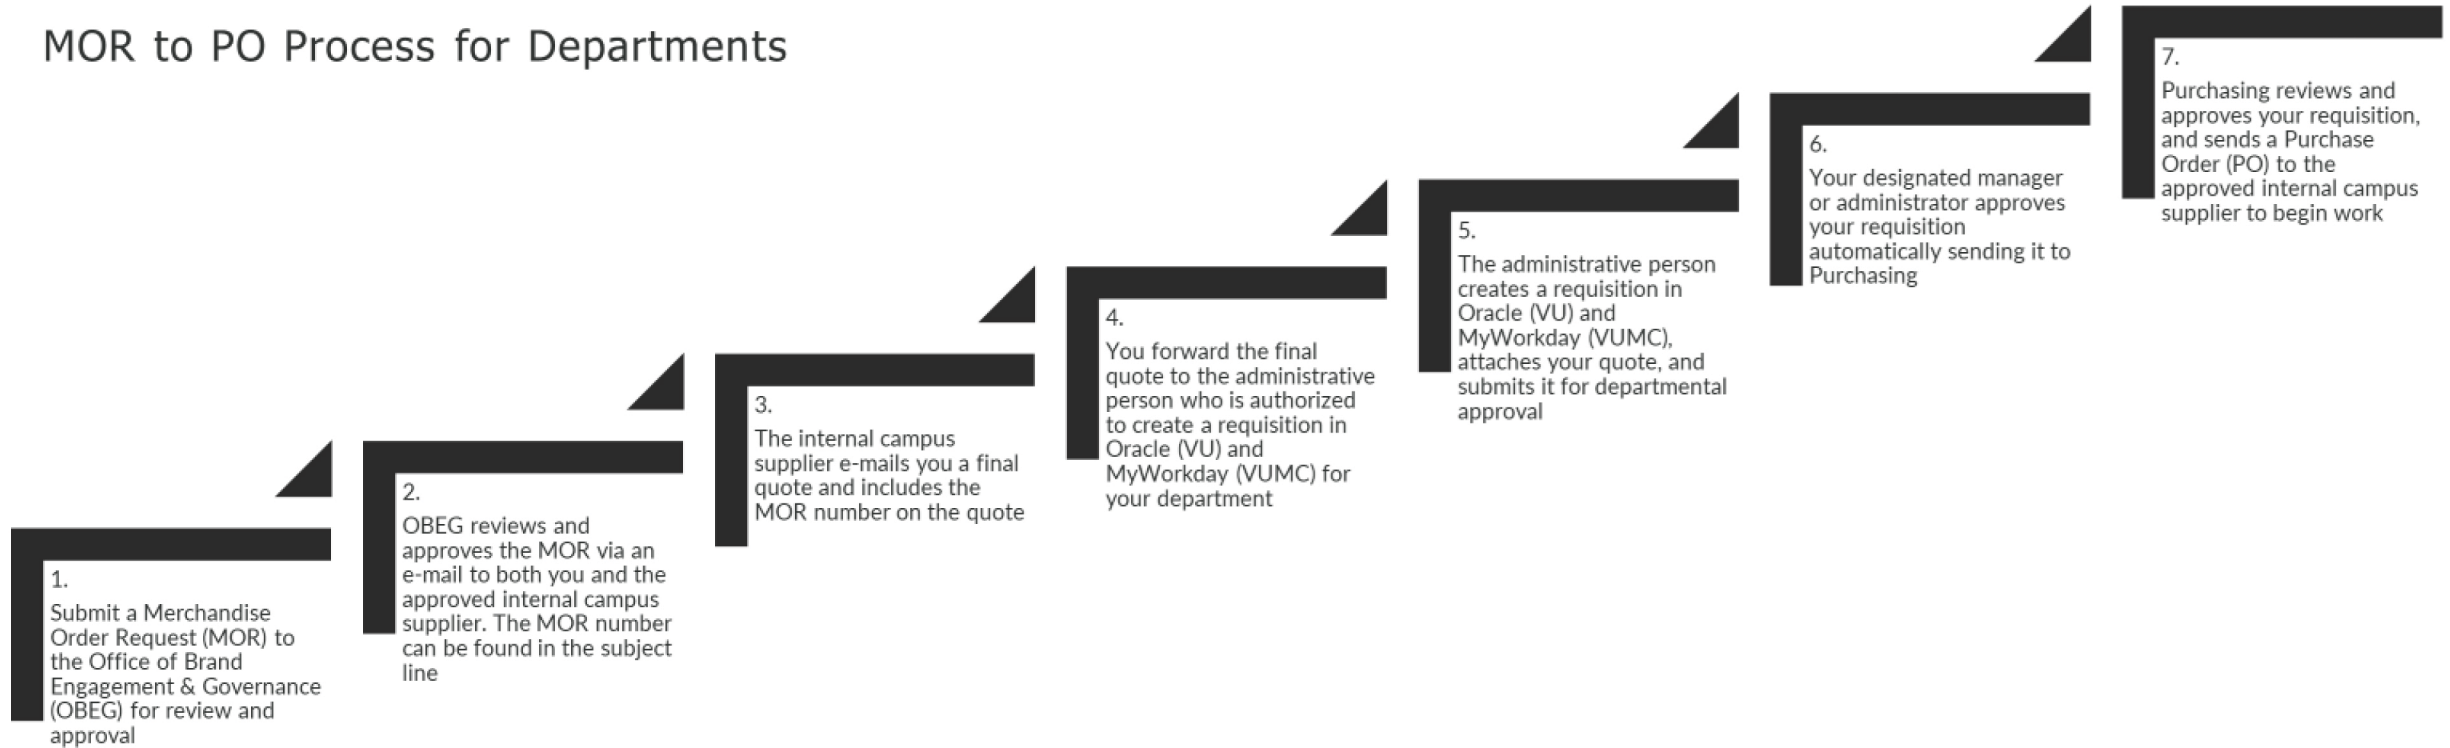 MOR to PO Process for Departments
1.
Submit a Merchandise
Order Request (MOR) to
the Office of Brand
Engagement & Governance
(OBEG) for review and
approval
2.
OBEG reviews and
approves the MOR via an
e-mail to both you and the
approved internal campus
supplier. The MOR number
can be found in the subject
line
3.
The internal campus
supplier e-mails you a final
quote and includes the
MOR number on the quote
4.
You forward the final
quote to the administrative
person who is authorized
to create a requisition in
Oracle (VU) and
MyWorkday (VUMC) for
your department
5.
The administrative person
creates a requisition in
Oracle (VU) and
MyWorkday (VUMC),
attaches your quote, and
submits it for departmental
approval
6.
Your designated manager
or administrator approves
your requisition
automatically sending it to
Purchasing
7.
Purchasing reviews and
approves your requisition,
and sends a Purchase
Order (PO) to the
approved internal campus
supplier to begin work